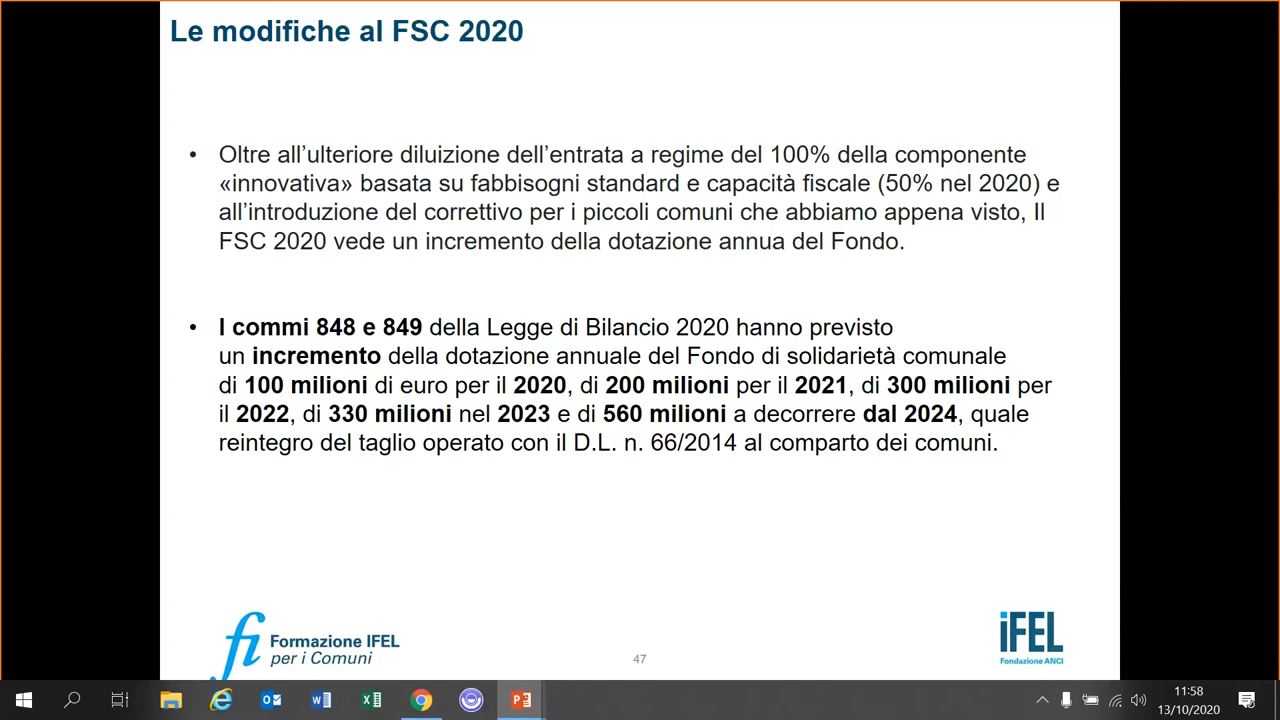 Le modifiche al FSC 2020
• Oltre all’ulteriore diluizione dell’entrata a regime del 100% della componente
«innovativa» basata su fabbisogni standard e capacità fiscale (50% nel 2020) e
all’introduzione del correttivo per i piccoli comuni che abbiamo appena visto, Il
FSC 2020 vede un incremento della dotazione annua del Fondo.
• I commi 848 e 849 della Legge di Bilancio 2020 hanno previsto
un incremento della dotazione annuale del Fondo di solidarietà comunale
di 100 milioni di euro per il 2020, di 200 milioni per il 2021, di 300 milioni per
il 2022, di 330 milioni nel 2023 e di 560 milioni a decorrere dal 2024, quale
reintegro del taglio operato con il D.L. n. 66/2014 al comparto dei comuni.
fi Formazione IFEL
per i Comuni
47
iFEL
Fondazione ANCI
11:58
13/10/2020